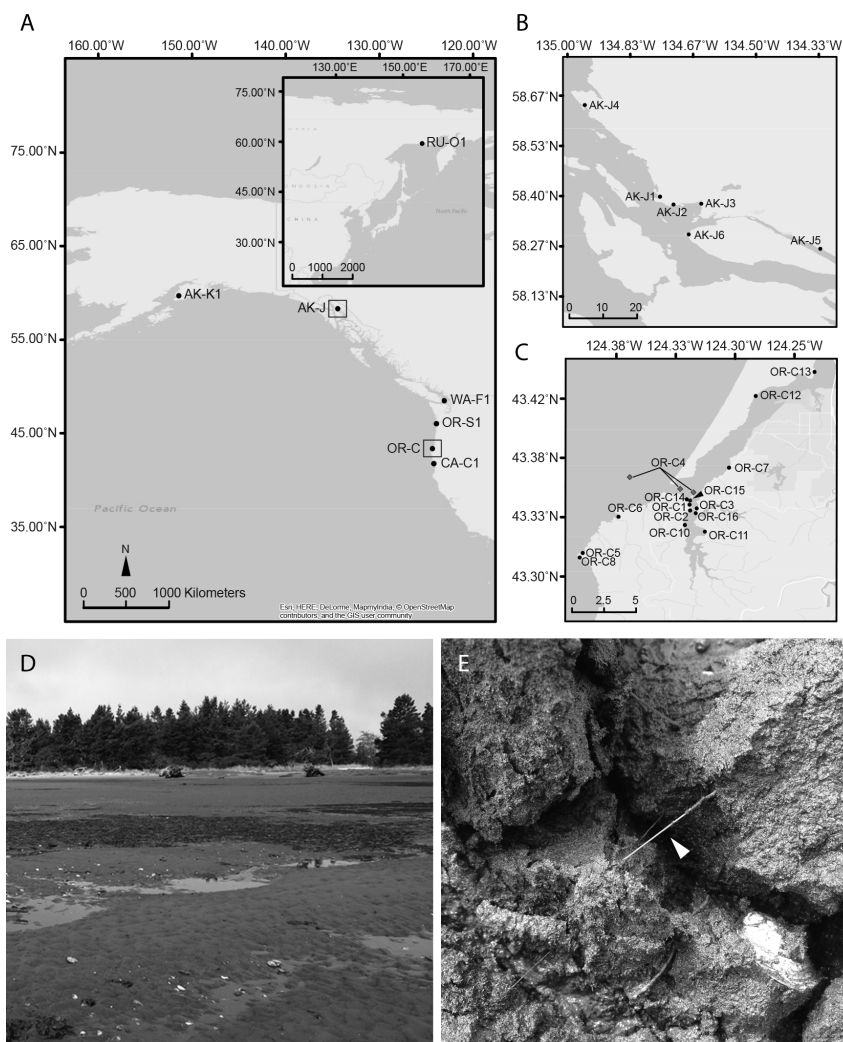 A
160.00°W 150.00°W 140.00°W 130.00°W 120.00°W
130.00°E 150.00°E 170.00°E
75.00°N
60.00°N
45.00°N
30.00°N
RU-O1
CHINA
North Pacific
0 1000 2000
75.00°N
65.00°N
55.00°N
45.00°N
35.00°N
AK-K1
AK-J
WA-F1
OR-S1
OR-C
CA-C1
Pacific Ocean
N
0 500 1000 Kilometers
Esri, HERE, DeLorme, MapmyIndia, © OpenStreetMap
contributors, and the GIS user community
B
135.00°W 134.83°W 134.67°W 134.50°W 134.33°W
58.67°N
58.53°N
58.40°N
58.27°N
58.13°N
AK-J4
AK-J1
AK-J2
AK-J3
AK-J6
AK-J5
0 10 20
C
124.38°W 124.33°W 124.30°W 124.25°W
43.42°N
43.38°N
43.33°N
43.30°N
OR-C13
OR-C12
OR-C4
OR-C7
OR-C15
OR-C14
OR-C6
OR-C1
OR-C3
OR-C2
OR-C16
OR-C10
OR-C11
OR-C5
OR-C8
0 2.5 5
D
E